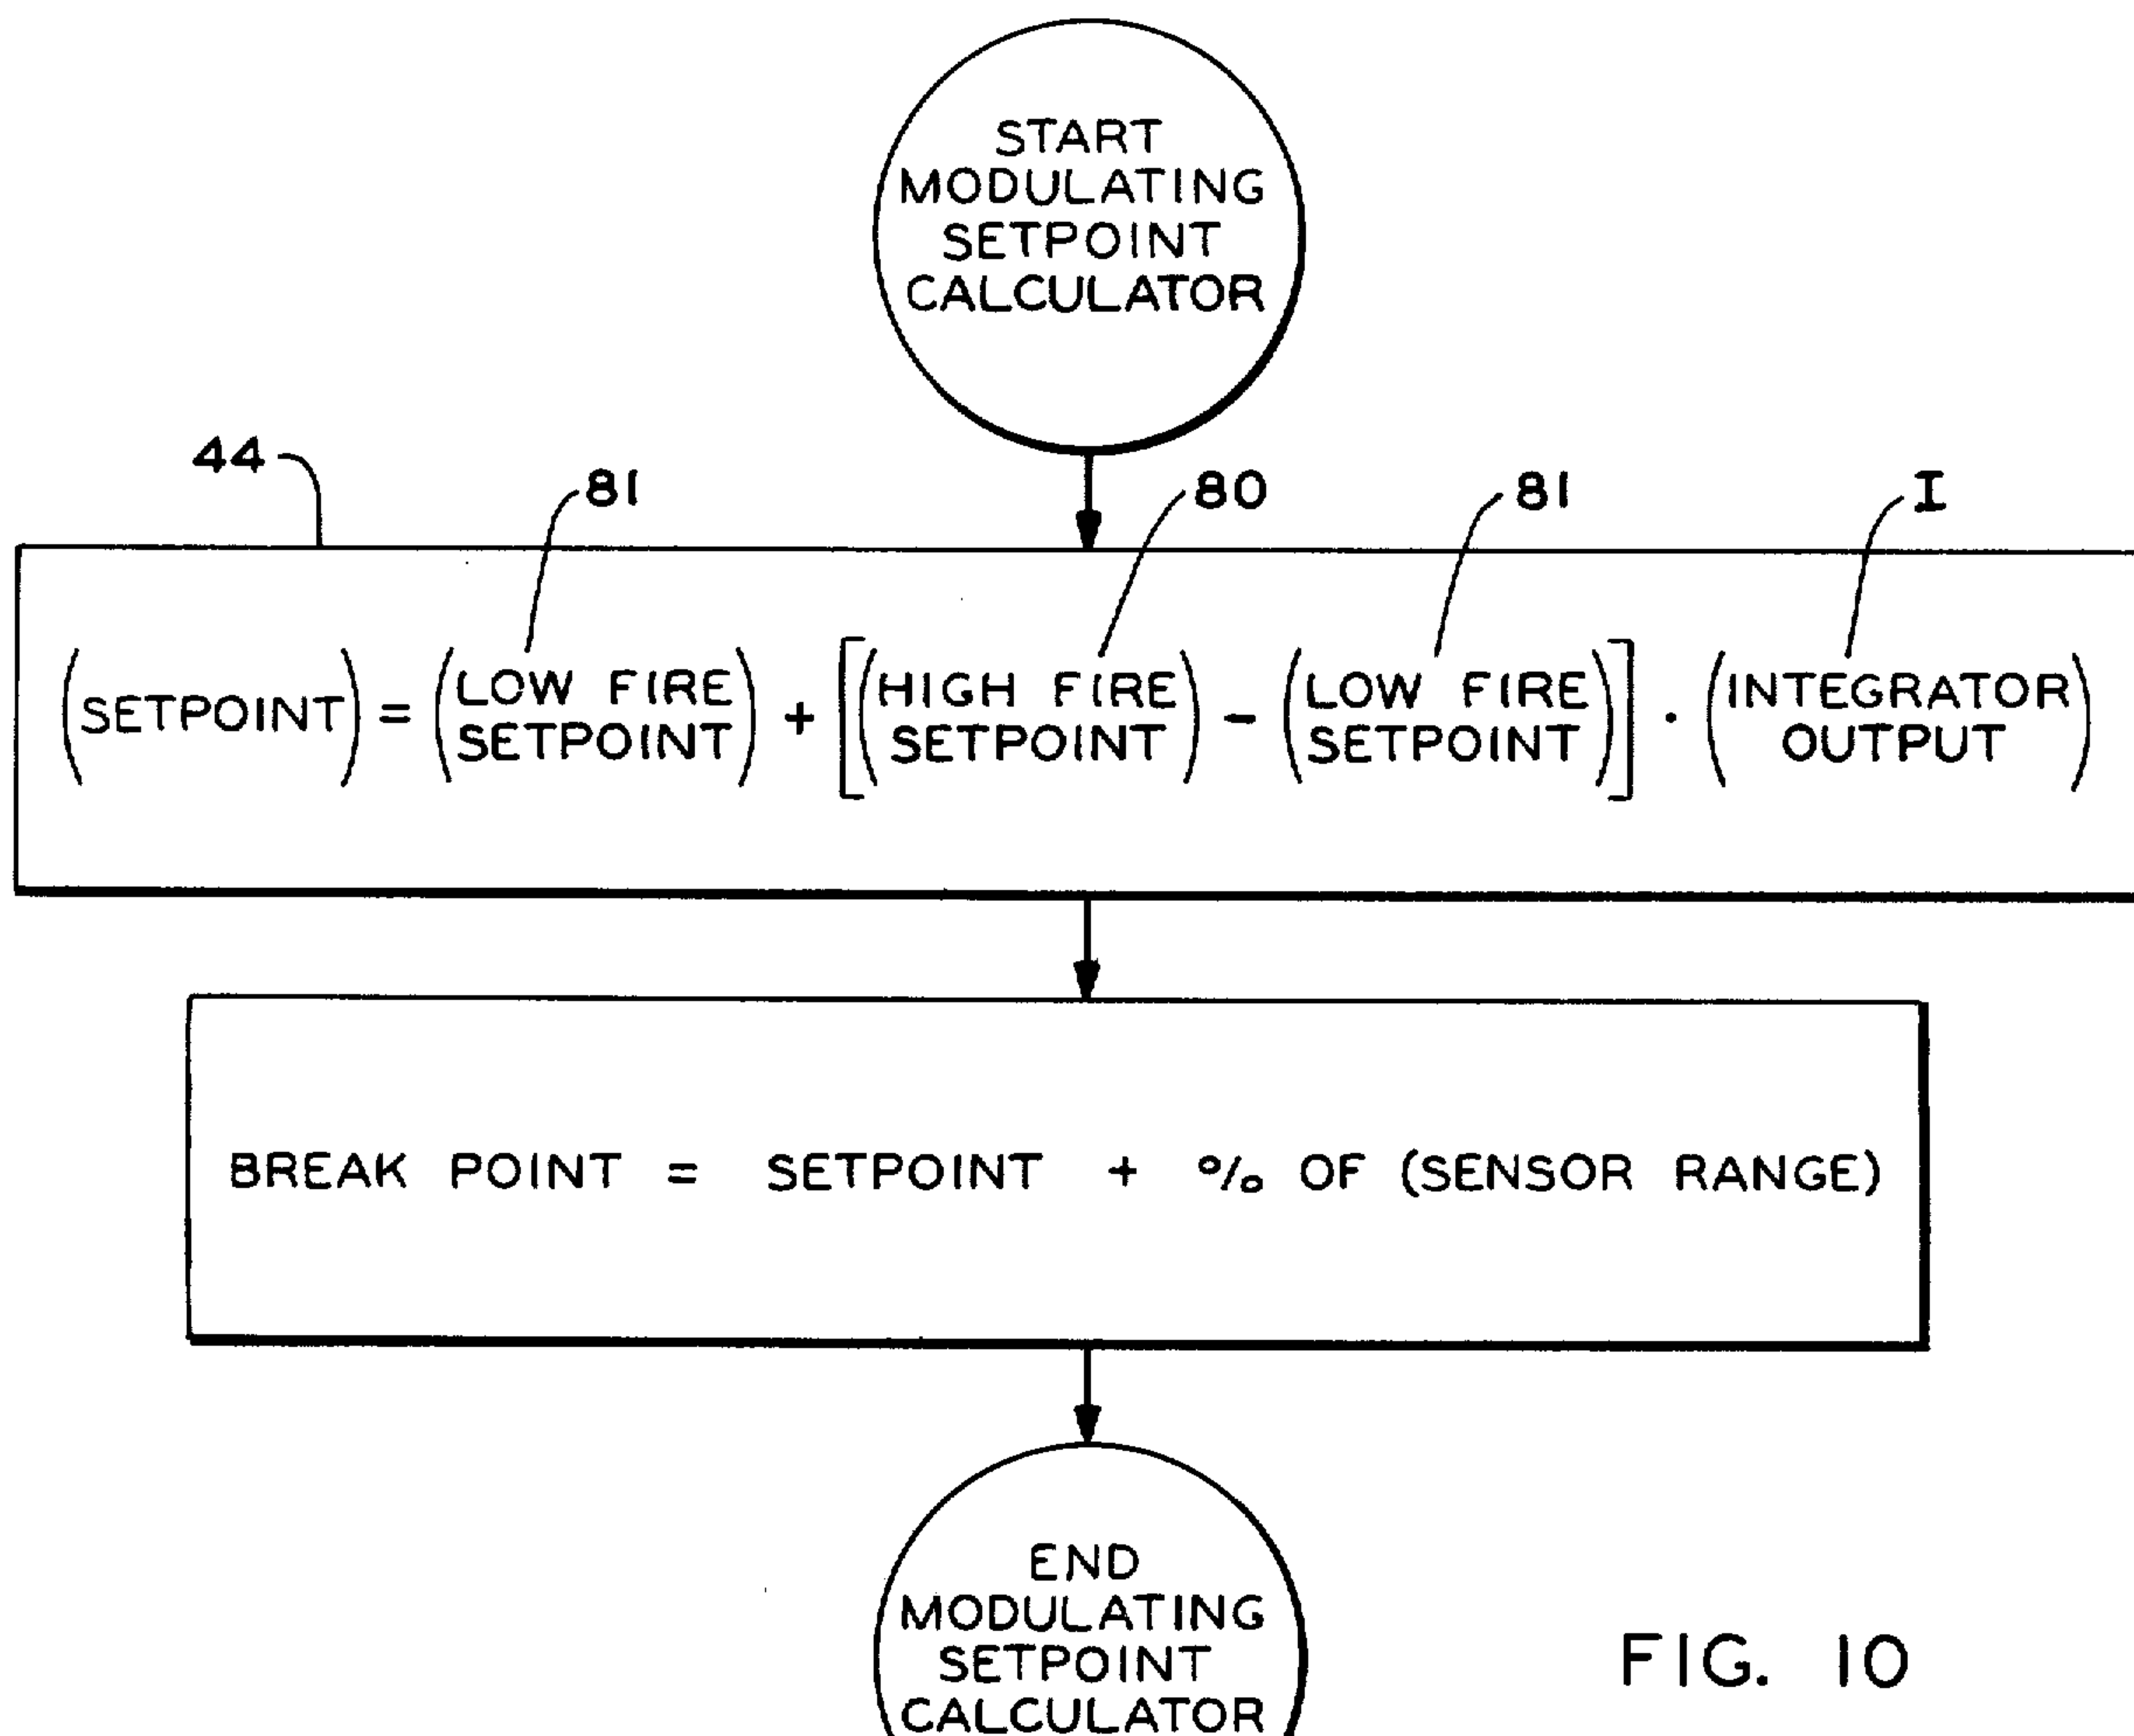 START
MODULATING
SETPOINT
CALCULATOR
44
81
80
81
I
(SETPOINT) = (LOW FIRE SETPOINT) + [(HIGH FIRE SETPOINT) - (LOW FIRE SETPOINT)] · (INTEGRATOR OUTPUT)
BREAK POINT = SETPOINT + % OF (SENSOR RANGE)
END
MODULATING
SETPOINT
CALCULATOR
FIG. 10